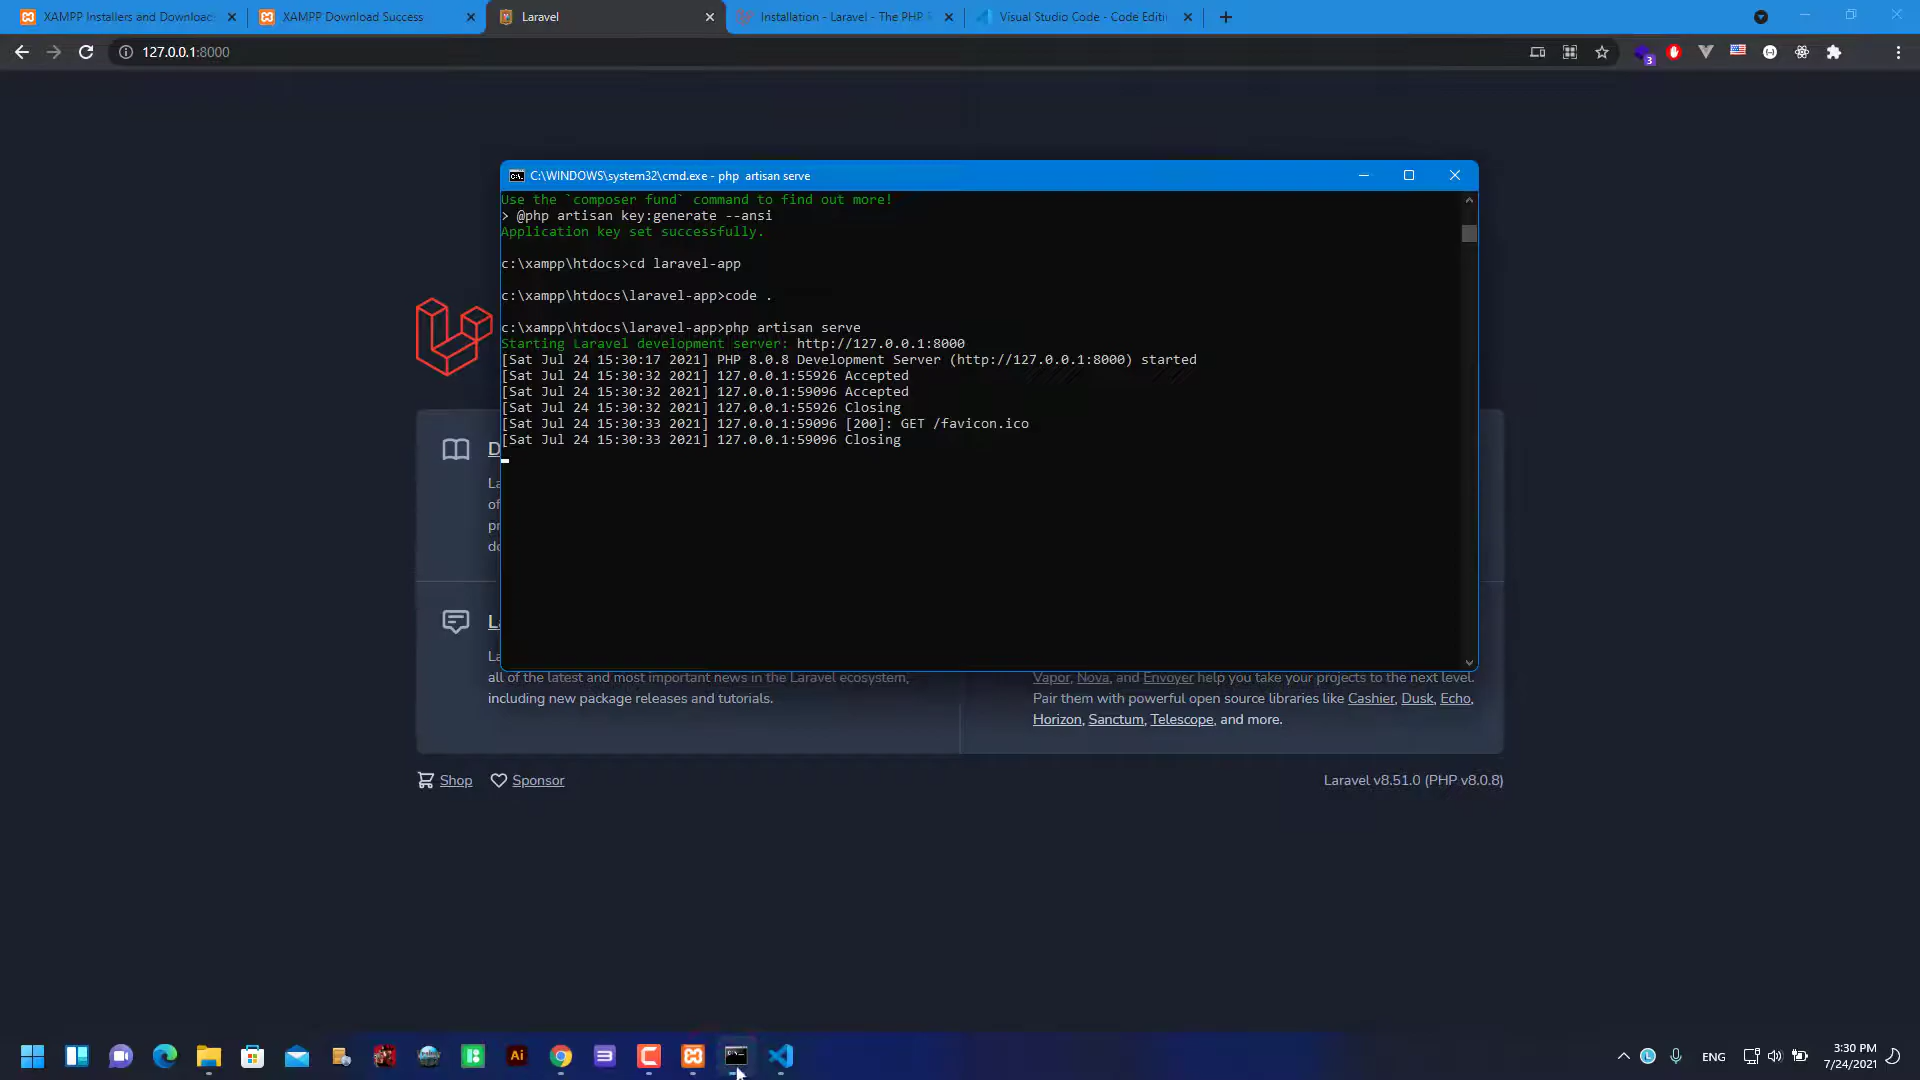 XAMPP Installers and Download
XAMPP Download Success
Laravel
Installation - Laravel - The PHP
Visual Studio Code - Code Editi
127.0.0.1:8000
3
C:\WINDOWS\system32\cmd.exe - php  artisan serve
Use the `composer fund` command to find out more!
> @php artisan key:generate --ansi
Application key set successfully.
c:\xampp\htdocs>cd laravel-app
c:\xampp\htdocs\laravel-app>code .
c:\xampp\htdocs\laravel-app>php artisan serve
Starting Laravel development server: http://127.0.0.1:8000
[Sat Jul 24 15:30:17 2021] PHP 8.0.8 Development Server (http://127.0.0.1:8000) started
[Sat Jul 24 15:30:32 2021] 127.0.0.1:55926 Accepted
[Sat Jul 24 15:30:32 2021] 127.0.0.1:59096 Accepted
[Sat Jul 24 15:30:32 2021] 127.0.0.1:55926 Closing
[Sat Jul 24 15:30:33 2021] 127.0.0.1:59096 [200]: GET /favicon.ico
[Sat Jul 24 15:30:33 2021] 127.0.0.1:59096 Closing
D
La
of
pr
do
L
La
all of the latest and most important news in the Laravel ecosystem,
including new package releases and tutorials.
Vapor, Nova, and Envoyer help you take your projects to the next level.
Pair them with powerful open source libraries like Cashier, Dusk, Echo,
Horizon, Sanctum, Telescope, and more.
Shop
Sponsor
Laravel v8.51.0 (PHP v8.0.8)
Ai
ENG
3:30 PM
7/24/2021